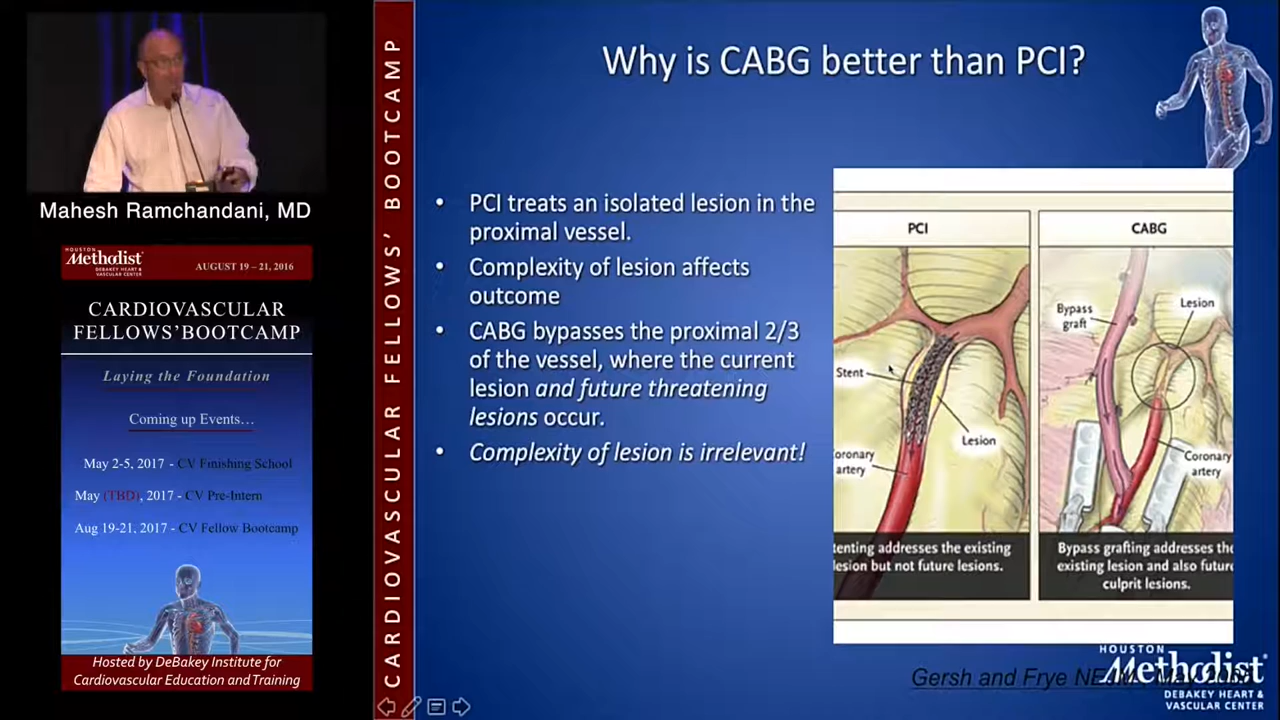 Why is CABG better than PCI?
Mahesh Ramchandani, MD
HOUSTON
Methodist
DEBAKEY HEART &
VASCULAR CENTER
AUGUST 19 – 21, 2016
CARDIOVASCULAR
FELLOWS'BOOTCAMP
Laying the Foundation
Coming up Events…
May 2-5, 2017 - CV Finishing School
May (TBD), 2017 - CV Pre-Intern
Aug 19-21, 2017 - CV Fellow Bootcamp
Hosted by DeBakey Institute for
Cardiovascular Education and Training
CARDIOVASCULAR FELLOWS' BOOTCAMP
• PCI treats an isolated lesion in the
proximal vessel.
• Complexity of lesion affects
outcome
• CABG bypasses the proximal 2/3
of the vessel, where the current
lesion and future threatening
lesions occur.
• Complexity of lesion is irrelevant!
PCI
Stent
Lesion
oronary
artery
tenting addresses the existing
lesion but not future lesions.
CABG
Bypass
graft
Lesion
Coronary
artery
Bypass grafting addresses the
existing lesion and also future
culprit lesions.
Gersh and Frye
HOUSTON
Methodist
DEBAKEY HEART &
VASCULAR CENTER